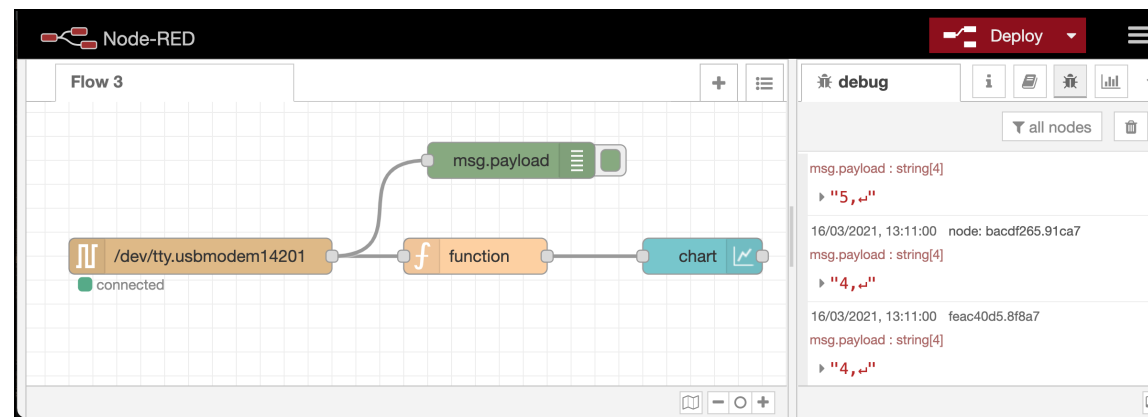 Node-RED
Deploy
Flow 3
debug
all nodes
msg.payload
/dev/tty.usbmodem14201
connected
function
chart
msg.payload : string[4]
"5,↵"
16/03/2021, 13:11:00 node: bacdf265.91ca7
msg.payload : string[4]
"4,↵"
16/03/2021, 13:11:00 feac40d5.8f8a7
msg.payload : string[4]
"4,↵"